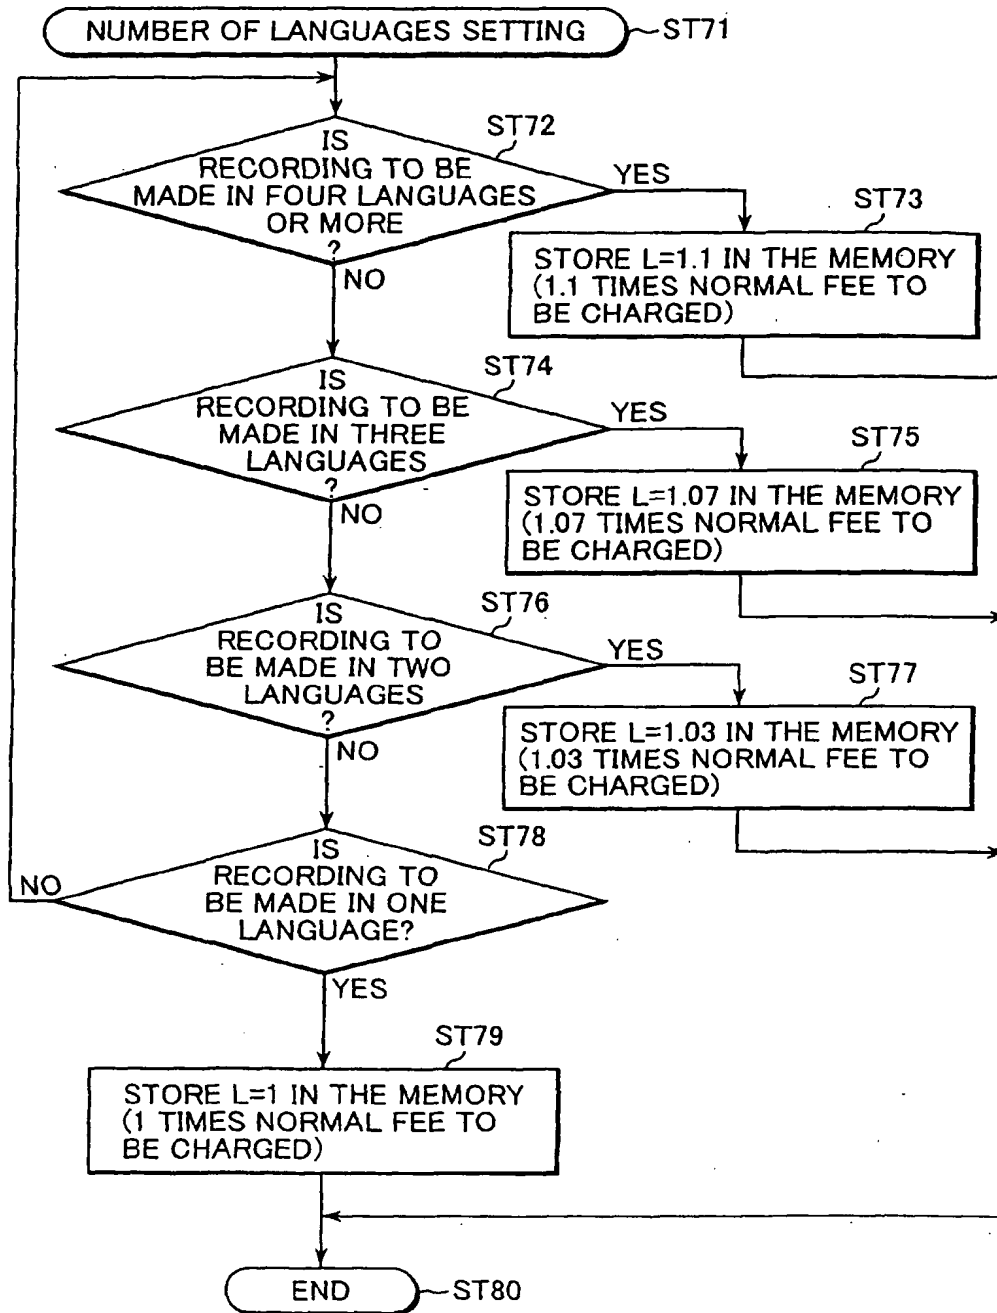 NUMBER OF LANGUAGES SETTING
ST71
ST72
IS
RECORDING TO BE
MADE IN FOUR LANGUAGES
OR MORE
?
YES
NO
ST73
STORE L=1.1 IN THE MEMORY
(1.1 TIMES NORMAL FEE TO
BE CHARGED)
ST74
IS
RECORDING TO BE
MADE IN THREE
LANGUAGES
?
YES
NO
ST75
STORE L=1.07 IN THE MEMORY
(1.07 TIMES NORMAL FEE TO
BE CHARGED)
ST76
IS
RECORDING TO
BE MADE IN TWO
LANGUAGES
?
YES
NO
ST77
STORE L=1.03 IN THE MEMORY
(1.03 TIMES NORMAL FEE TO
BE CHARGED)
ST78
IS
RECORDING TO
BE MADE IN ONE
LANGUAGE?
NO
YES
ST79
STORE L=1 IN THE MEMORY
(1 TIMES NORMAL FEE TO
BE CHARGED)
END
ST80